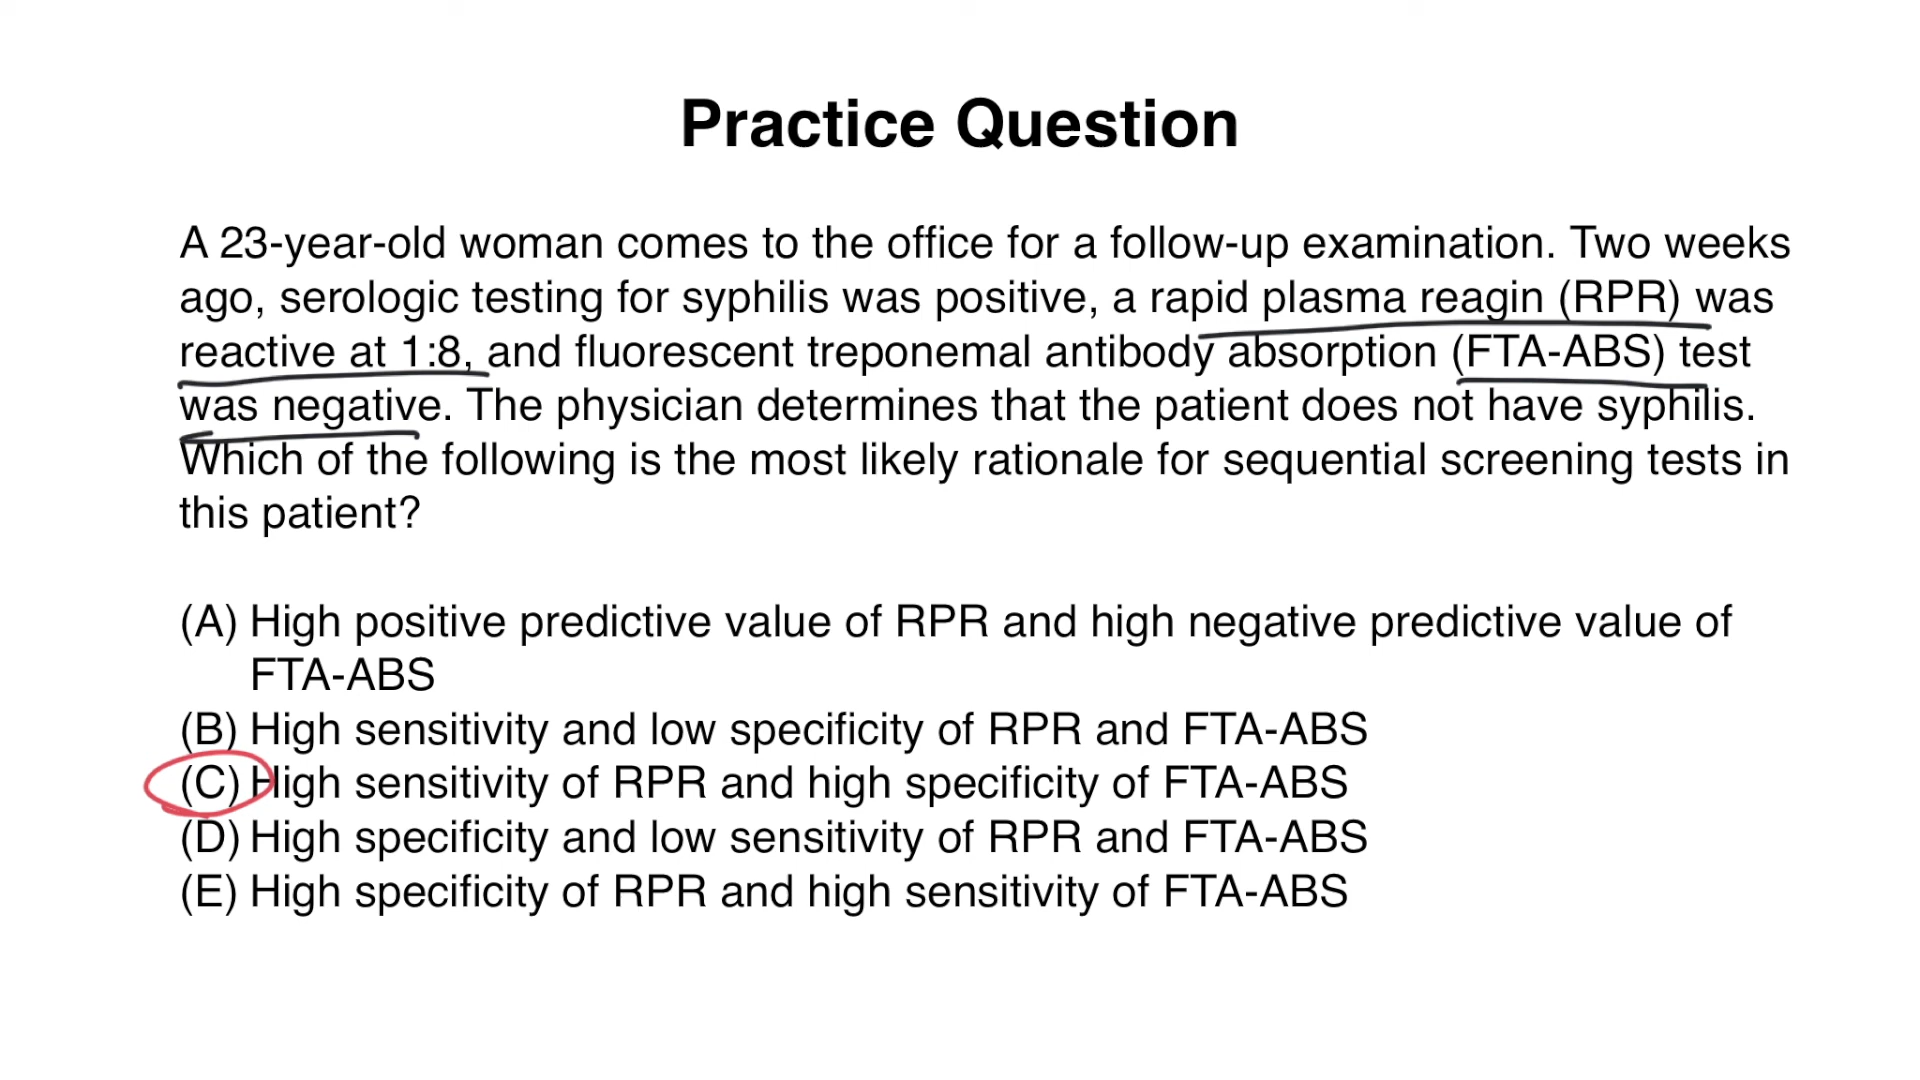 Practice Question
A 23-year-old woman comes to the office for a follow-up examination. Two weeks
ago, serologic testing for syphilis was positive, a rapid plasma reagin (RPR) was
reactive at 1:8, and fluorescent treponemal antibody absorption (FTA-ABS) test
was negative. The physician determines that the patient does not have syphilis.
Which of the following is the most likely rationale for sequential screening tests in
this patient?
(A) High positive predictive value of RPR and high negative predictive value of
FTA-ABS
(B) High sensitivity and low specificity of RPR and FTA-ABS
(C) High sensitivity of RPR and high specificity of FTA-ABS
(D) High specificity and low sensitivity of RPR and FTA-ABS
(E) High specificity of RPR and high sensitivity of FTA-ABS